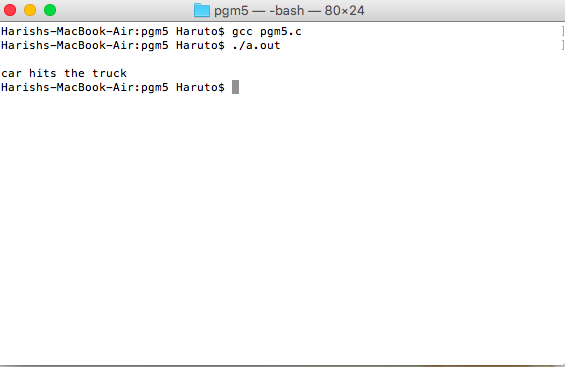 pgm5 — -bash — 80×24
Harishs-MacBook-Air:pgm5 Haruto$ gcc pgm5.c ]
Harishs-MacBook-Air:pgm5 Haruto$ ./a.out ]
car hits the truck
Harishs-MacBook-Air:pgm5 Haruto$